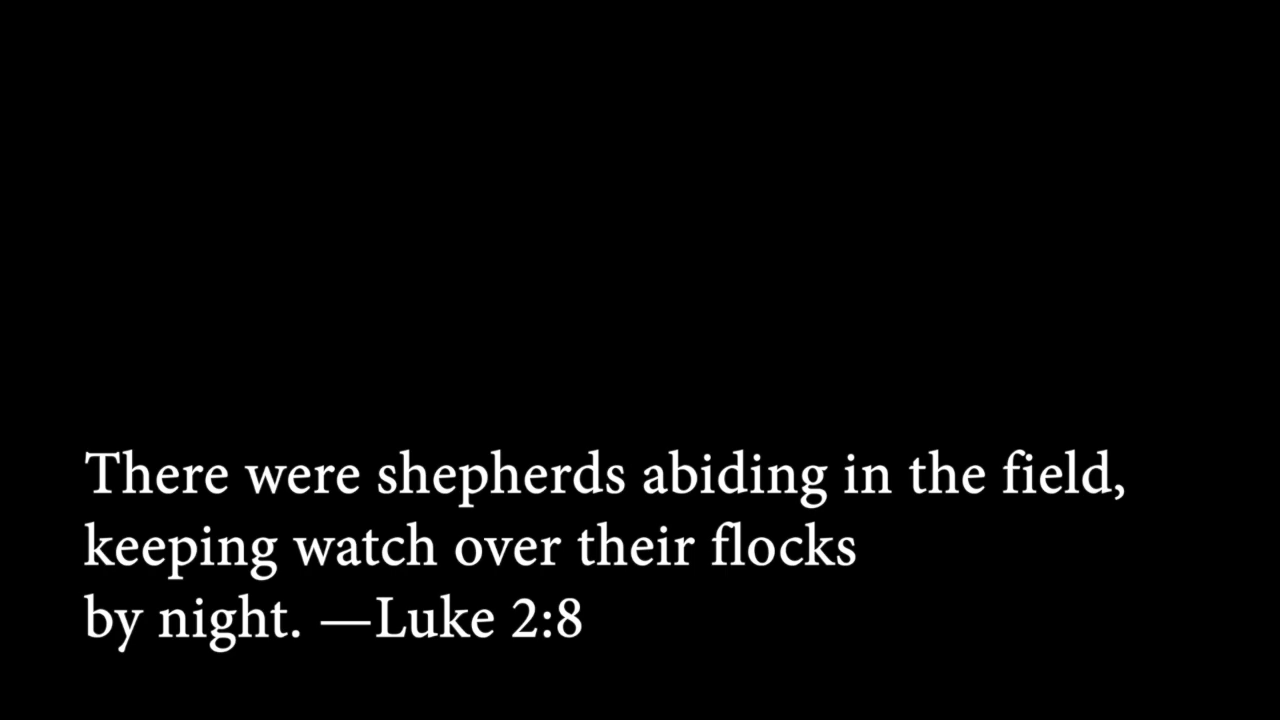 There were shepherds abiding in the field,
keeping watch over their flocks
by night. —Luke 2:8